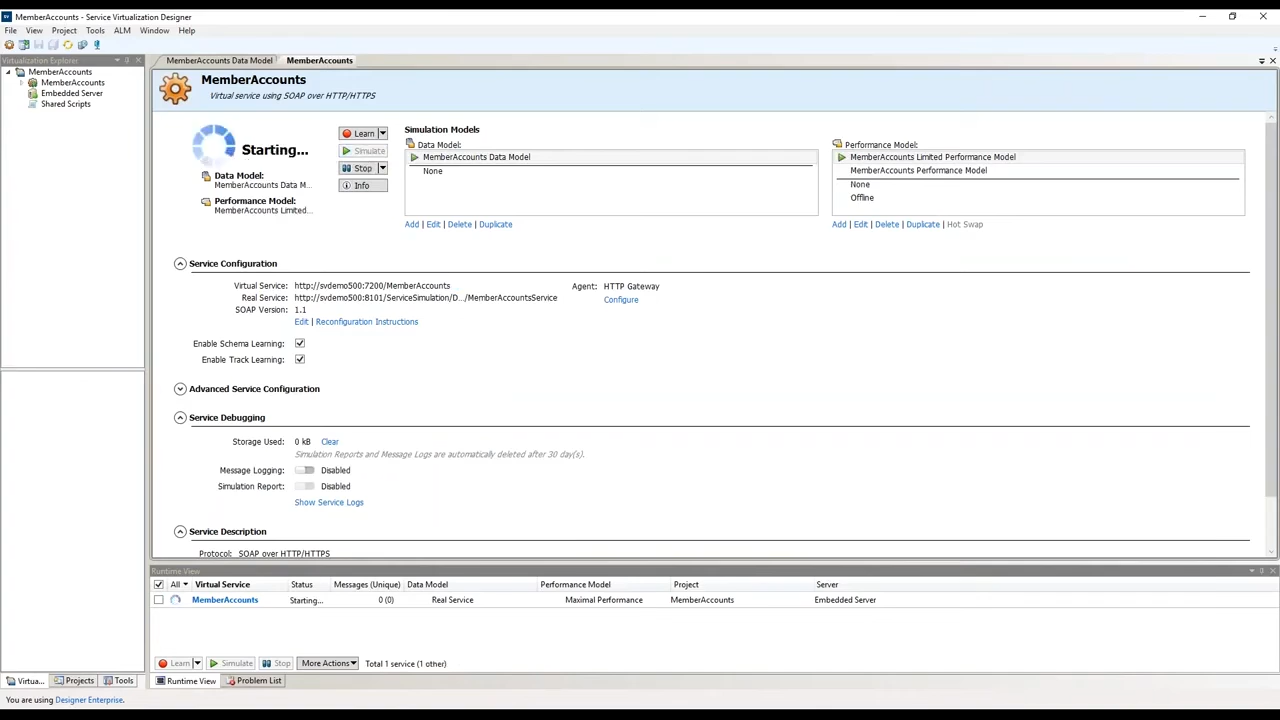 MemberAccounts - Service Virtualization Designer
File View Project Tools ALM Window Help
Virtualization Explorer
MemberAccounts
MemberAccounts
Embedded Server
Shared Scripts
MemberAccounts Data Model MemberAccounts
MemberAccounts
Virtual service using SOAP over HTTP/HTTPS
Starting...
Data Model:
MemberAccounts Data M...
Performance Model:
MemberAccounts Limited...
Learn
Simulate
Stop
Info
Simulation Models
Data Model:
MemberAccounts Data Model
None
Add | Edit | Delete | Duplicate
Performance Model:
MemberAccounts Limited Performance Model
MemberAccounts Performance Model
None
Offline
Add | Edit | Delete | Duplicate | Hot Swap
Service Configuration
Virtual Service: http://svdemo500:7200/MemberAccounts
Real Service: http://svdemo500:8101/ServiceSimulation/D.../MemberAccountsService
SOAP Version: 1.1
Edit | Reconfiguration Instructions
Agent: HTTP Gateway
Configure
Enable Schema Learning:
Enable Track Learning:
Advanced Service Configuration
Service Debugging
Storage Used: 0 kB Clear
Simulation Reports and Message Logs are automatically deleted after 30 day(s).
Message Logging: Disabled
Simulation Report: Disabled
Show Service Logs
Service Description
Protocol: SOAP over HTTP/HTTPS
Runtime View
All Virtual Service Status Messages (Unique) Data Model Performance Model Project Server
MemberAccounts Starting... 0 (0) Real Service Maximal Performance MemberAccounts Embedded Server
Learn Simulate Stop More Actions Total 1 service (1 other)
Virtua... Projects Tools Runtime View Problem List
You are using Designer Enterprise.